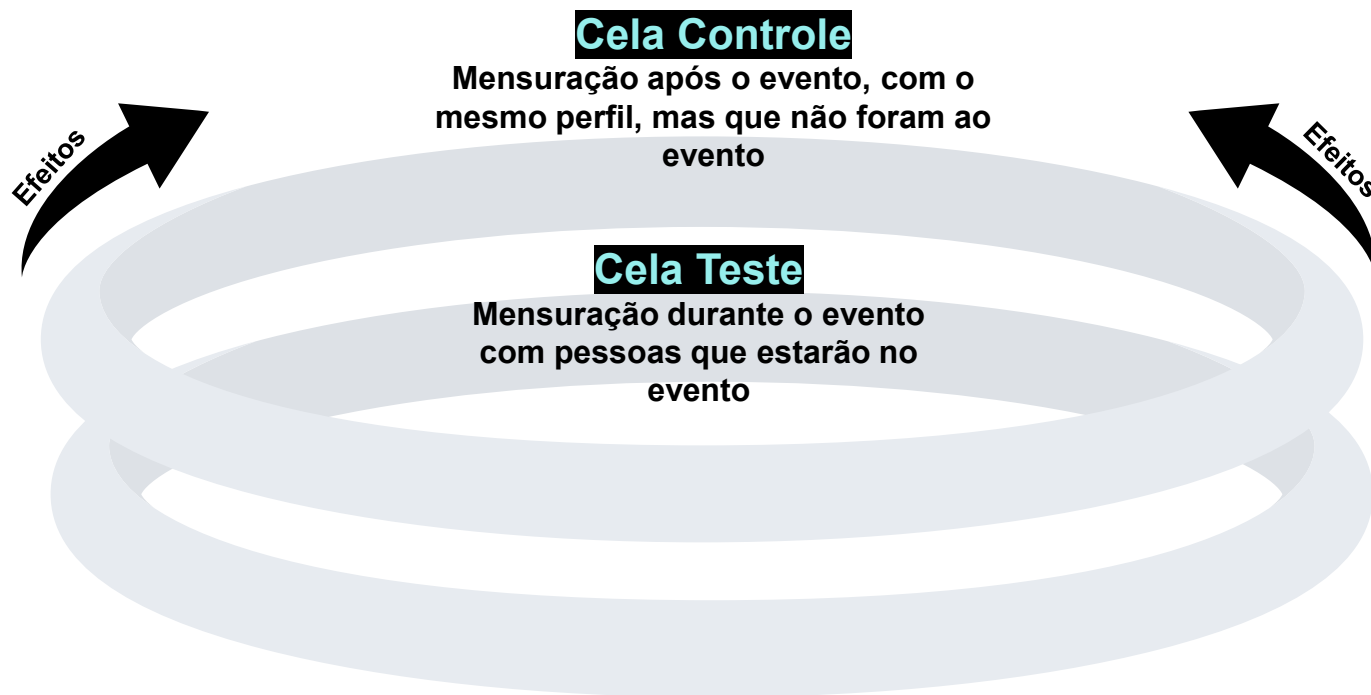 Cela Controle
Mensuração após o evento, com o
mesmo perfil, mas que não foram ao
evento
Efeitos
Efeitos
Cela Teste
Mensuração durante o evento
com pessoas que estarão no
evento